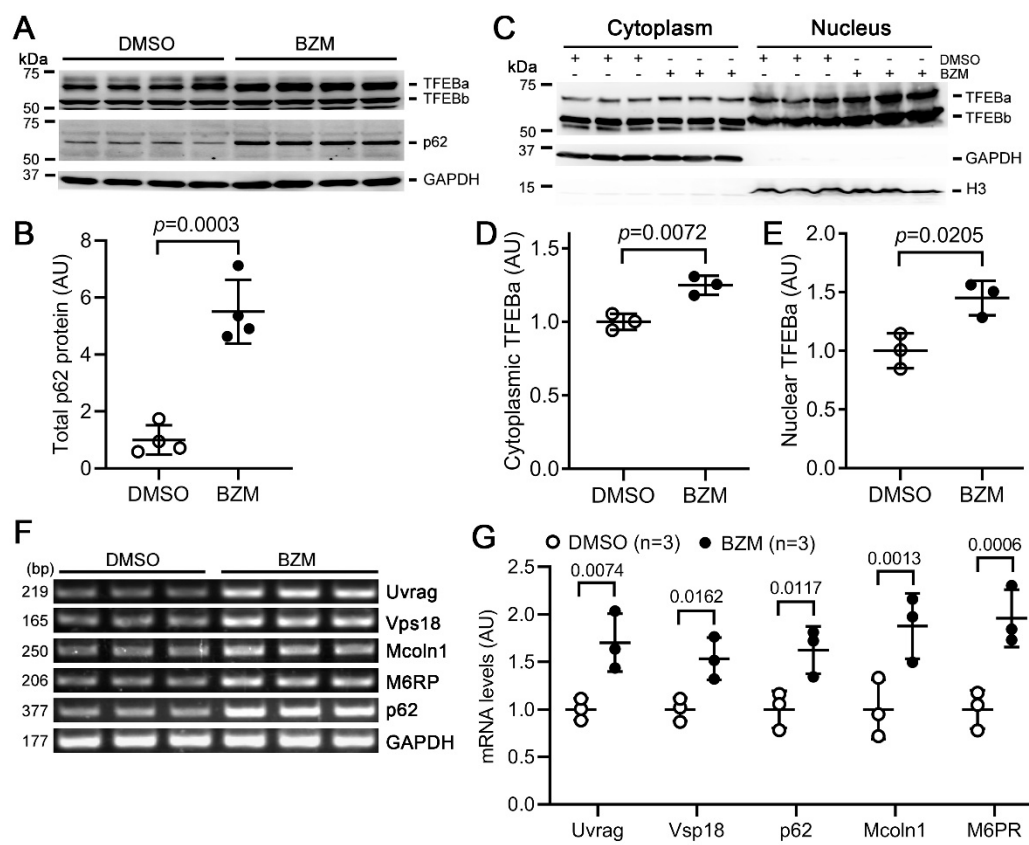 A
DMSO BZM
kDa
75
TFEBa
TFEBb
50
75
p62
50
37
GAPDH
C
Cytoplasm Nucleus
kDa
+ + + - - - + + + - - - DMSO
- - - + + + - - - + + + BZM
75
TFEBa
TFEBb
50
37
GAPDH
15
H3
B
p=0.0003
Total p62 protein (AU)
8
6
4
2
0
DMSO BZM
D
p=0.0072
Cytoplasmic TFEBa (AU)
1.5
1.0
0.5
0.0
DMSO BZM
E
p=0.0205
Nuclear TFEBa (AU)
2.0
1.5
1.0
0.5
0.0
DMSO BZM
F
DMSO BZM
(bp)
219 Uvrag
165 Vps18
250 Mcoln1
206 M6RP
377 p62
177 GAPDH
G
DMSO (n=3) BZM (n=3)
mRNA levels (AU)
2.5
2.0
1.5
1.0
0.5
0.0
0.0074 0.0162 0.0117 0.0013 0.0006
Uvrag Vsp18 p62 Mcoln1 M6PR